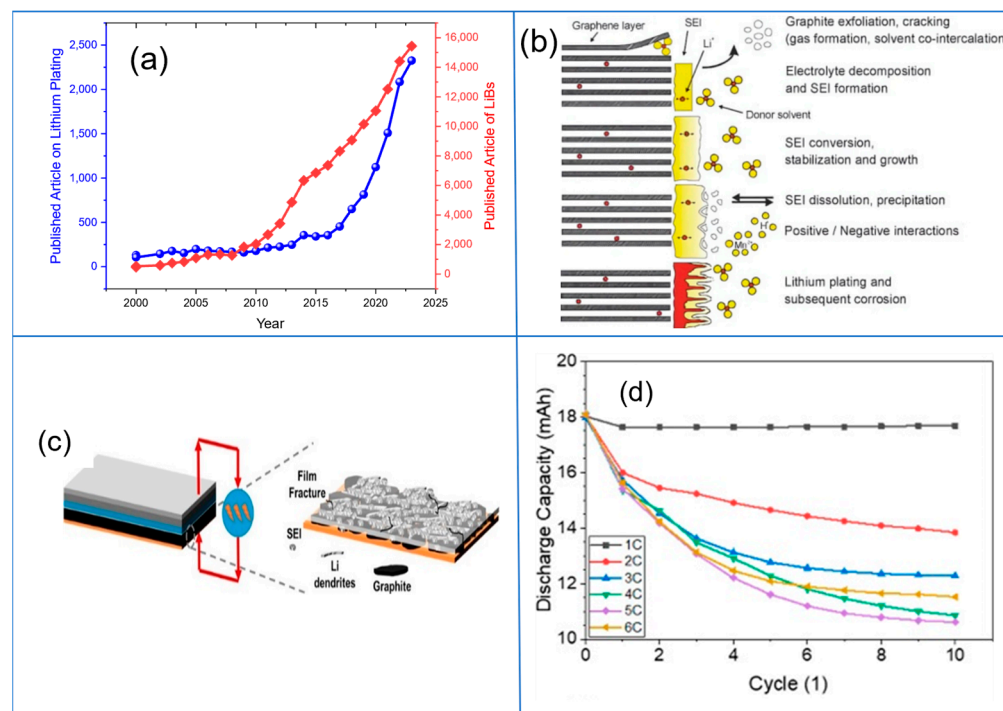 (a)
Published Article on Lithium Plating
2,500
2,000
1,500
1,000
500
250
0
16,000
14,000
12,000
10,000
8,000
6,000
4,000
2,000
0
Published Article of LiBs
2000
2005
2010
2015
2020
2025
Year
(b)
Graphene layer
SEI
Li+
Graphite exfoliation, cracking
(gas formation, solvent co-intercalation)
Electrolyte decomposition
and SEI formation
Donor solvent
SEI conversion,
stabilization and growth
SEI dissolution, precipitation
Positive / Negative interactions
Lithium plating and
subsequent corrosion
(c)
Film
Fracture
SEI
Li
dendrites
Graphite
(d)
Discharge Capacity (mAh)
20
18
16
14
12
10
1C
2C
3C
4C
5C
6C
0
2
4
6
8
10
Cycle (1)